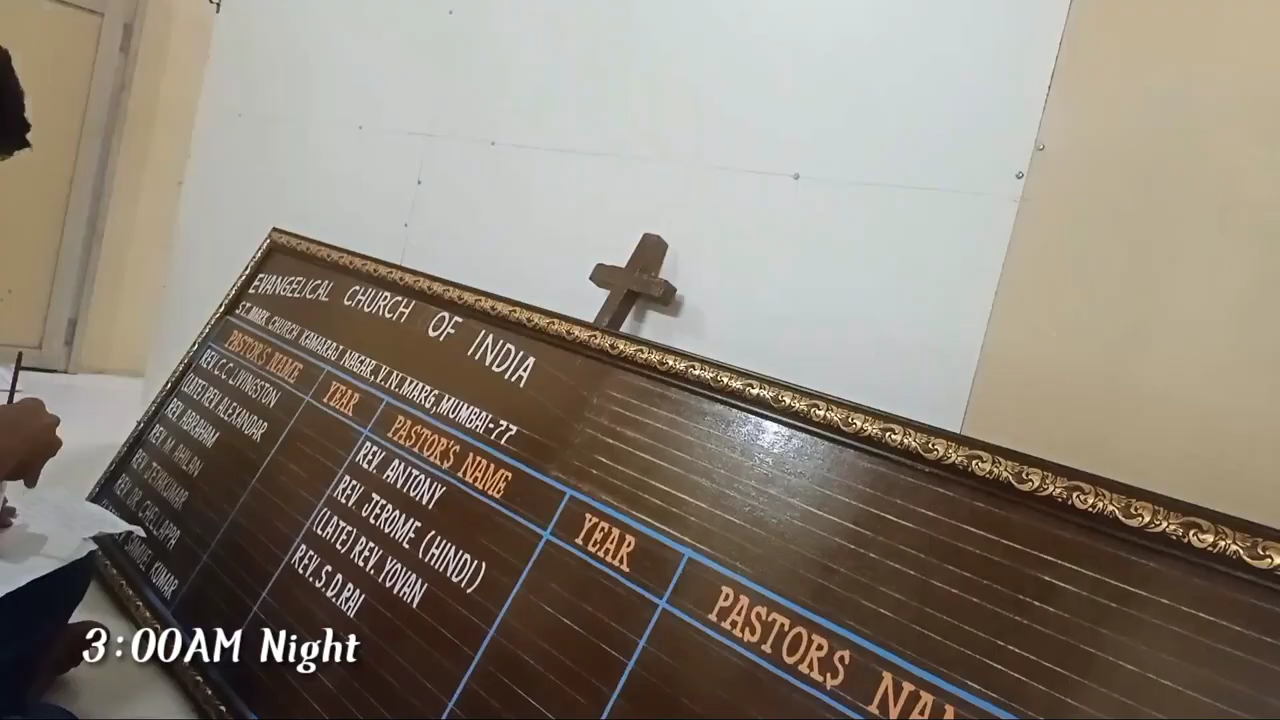 EVANGELICAL CHURCH OF INDIA
ST. MARK CHURCH KAMARAJ NAGAR, V.N.MARG, MUMBAI-77
PASTOR'S NAME
YEAR
PASTOR'S NAME
YEAR
PASTORS NAM
REV. C.C. LIVINGSTON
(LATE) REV. ALEXANDAR
REV. ABRAHAM
REV. M. AHILAN
REV. JEYAKUMAR
REV. DR. CHELLAPPA
SAMUEL KUMAR
REV. ANTONY
REV. JEROME (HINDI)
(LATE) REV. YOVAN
REV. S.D.RAI
3:00AM Night